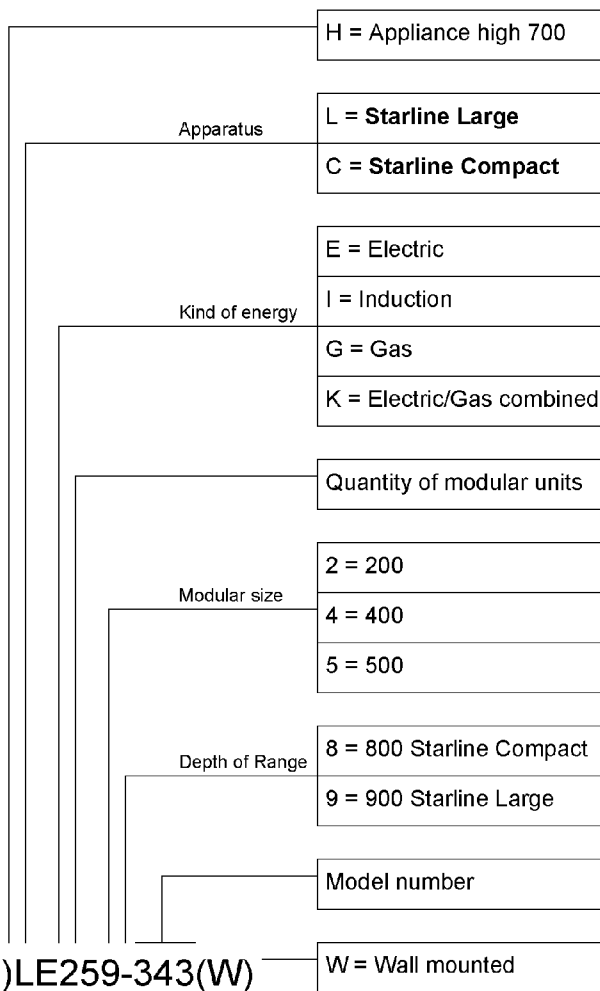 H = Appliance high 700
Apparatus
L = Starline Large
C = Starline Compact
Kind of energy
E = Electric
I = Induction
G = Gas
K = Electric/Gas combined
Quantity of modular units
Modular size
2 = 200
4 = 400
5 = 500
Depth of Range
8 = 800 Starline Compact
9 = 900 Starline Large
Model number
)LE259-343(W)
W = Wall mounted